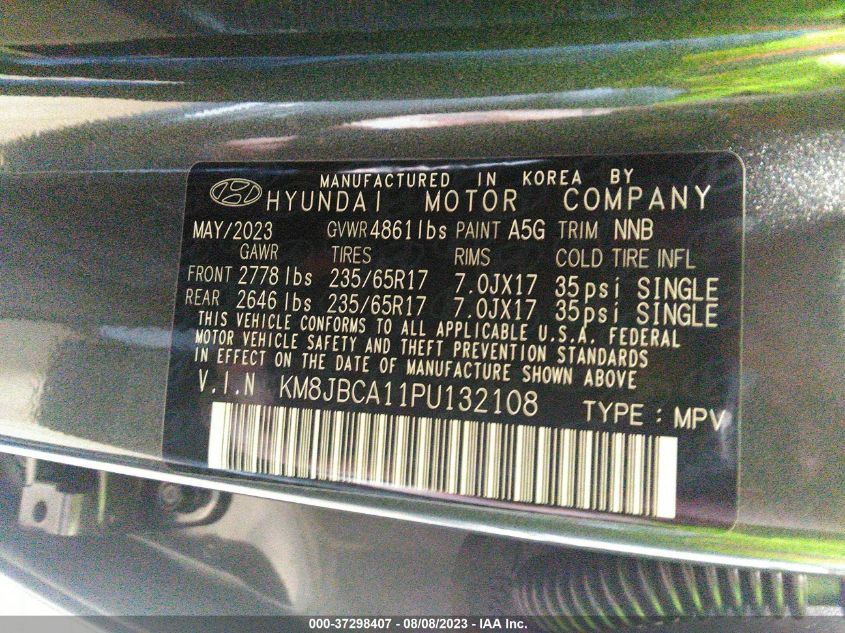 MANUFACTURED IN KOREA BY
HYUNDAI MOTOR COMPANY
MAY/2023 GVWR 4861 lbs PAINT A5G TRIM NNB
GAWR TIRES RIMS COLD TIRE INFL
FRONT 2778 lbs 235/65R17 7.0JX17 35psi SINGLE
REAR 2646 lbs 235/65R17 7.0JX17 35psi SINGLE
THIS VEHICLE CONFORMS TO ALL APPLICABLE U.S.A. FEDERAL
MOTOR VEHICLE SAFETY AND THEFT PREVENTION STANDARDS
IN EFFECT ON THE DATE OF MANUFACTURE SHOWN ABOVE
V.I.N KM8JBCA11PU132108 TYPE : MPV
000-37298407 - 08/08/2023 - IAA Inc.